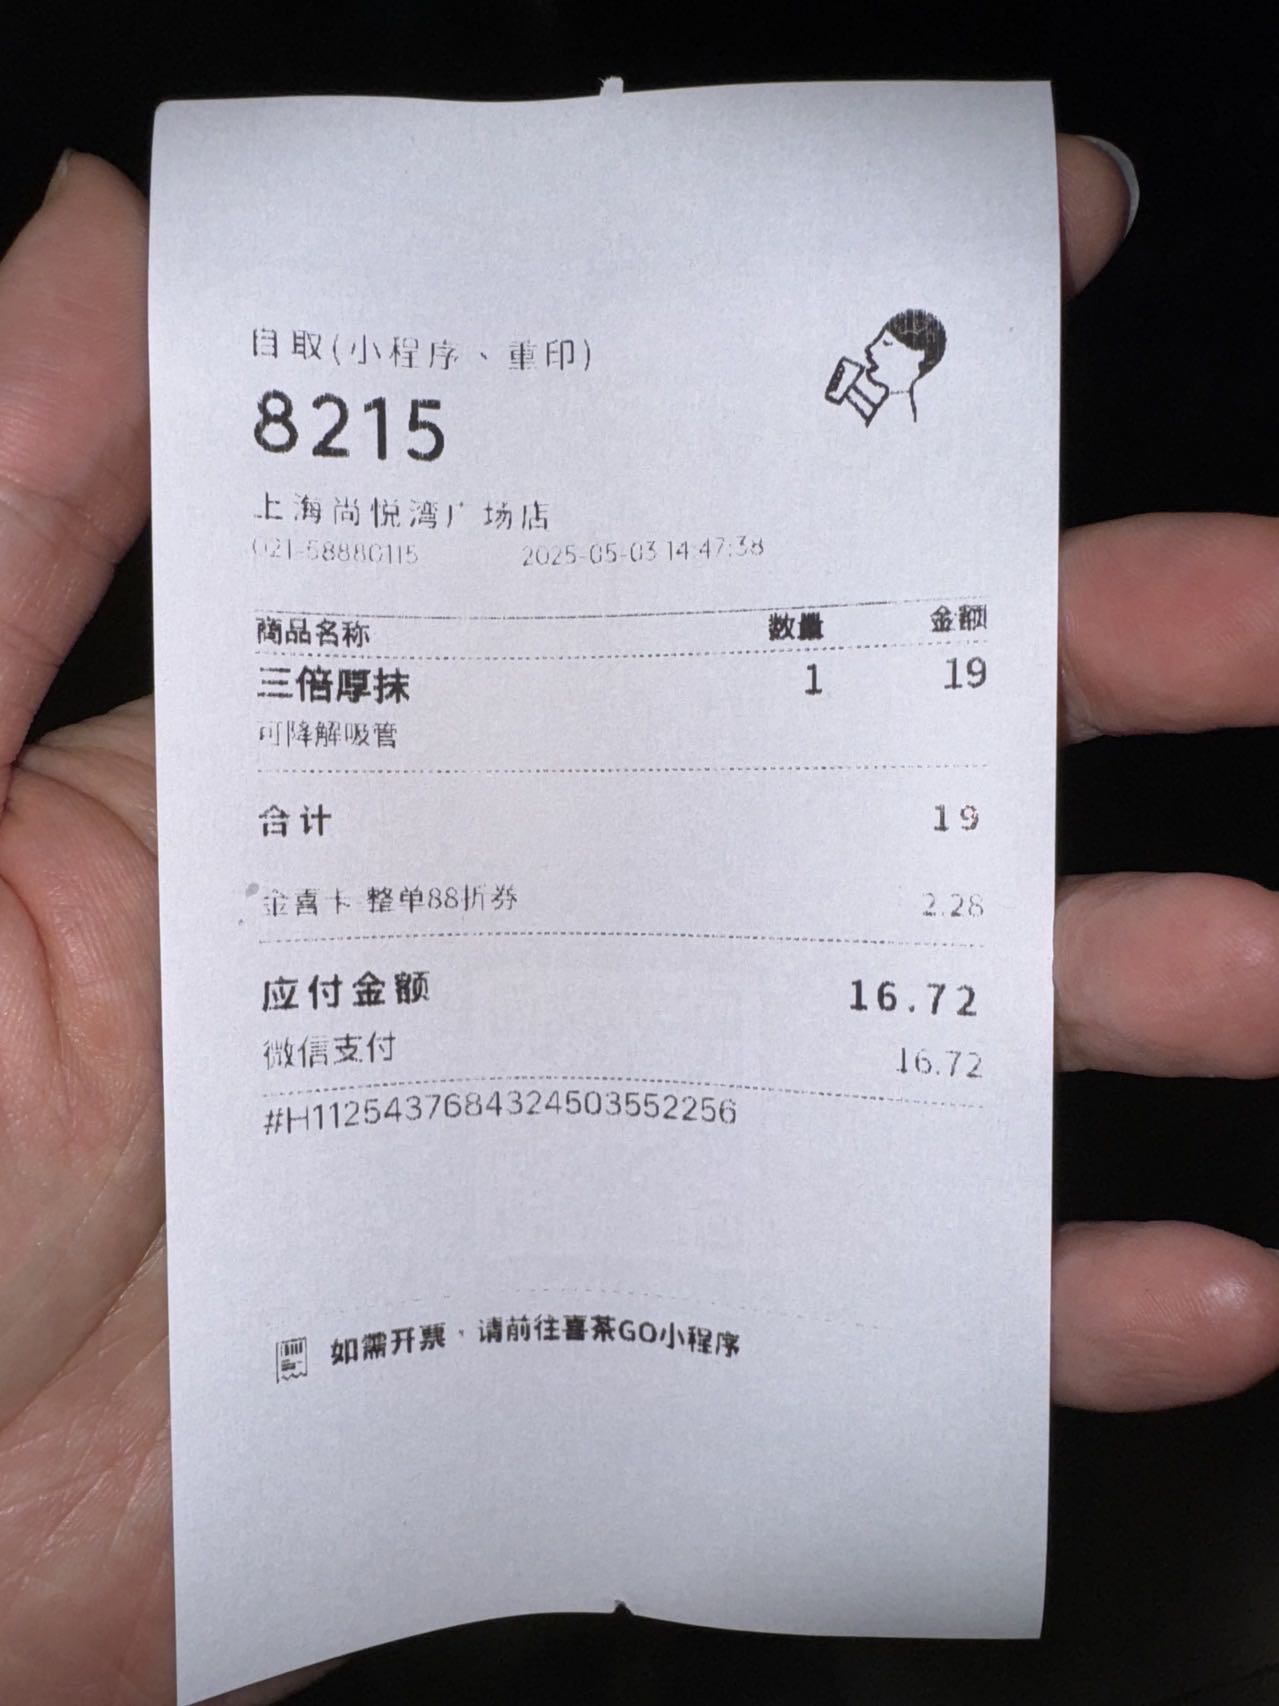 自取(小程序、重印)
8215
上海尚悦湾广场店
021-58880115 2025-05-03 14:47:38
商品名称 数量 金额
三倍厚抹 1 19
可降解吸管
合计 19
金喜卡-整单88折券 2.28
应付金额 16.72
微信支付 16.72
#H1125437684324503552256
如需开票，请前往喜茶GO小程序